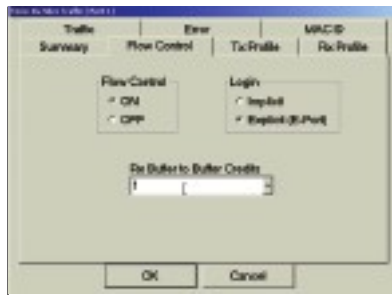 Traffic Error MAC ID
Summary Flow Control Tx Profile Rx Profile
Flow Control Login
ON Implicit
OFF Explicit (E-Port)
Rx Buffer to Buffer Credits
1
OK Cancel